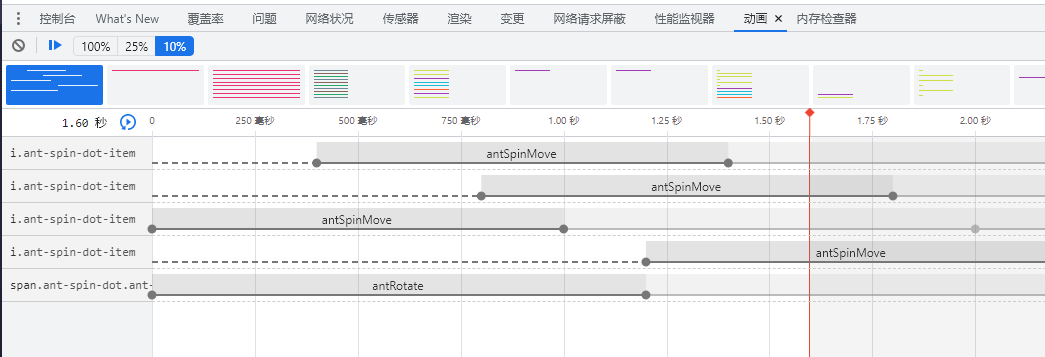 控制台 What's New 覆盖率 问题 网络状况 传感器 渲染 变更 网络请求屏蔽 性能监视器 动画 × 内存检查器
100% 25% 10%
1.60 秒 0 250 毫秒 500 毫秒 750 毫秒 1.00 秒 1.25 秒 1.50 秒 1.75 秒 2.00 秒
i.ant-spin-dot-item antSpinMove
i.ant-spin-dot-item antSpinMove
i.ant-spin-dot-item antSpinMove
i.ant-spin-dot-item antSpinMove
span.ant-spin-dot.ant- antRotate